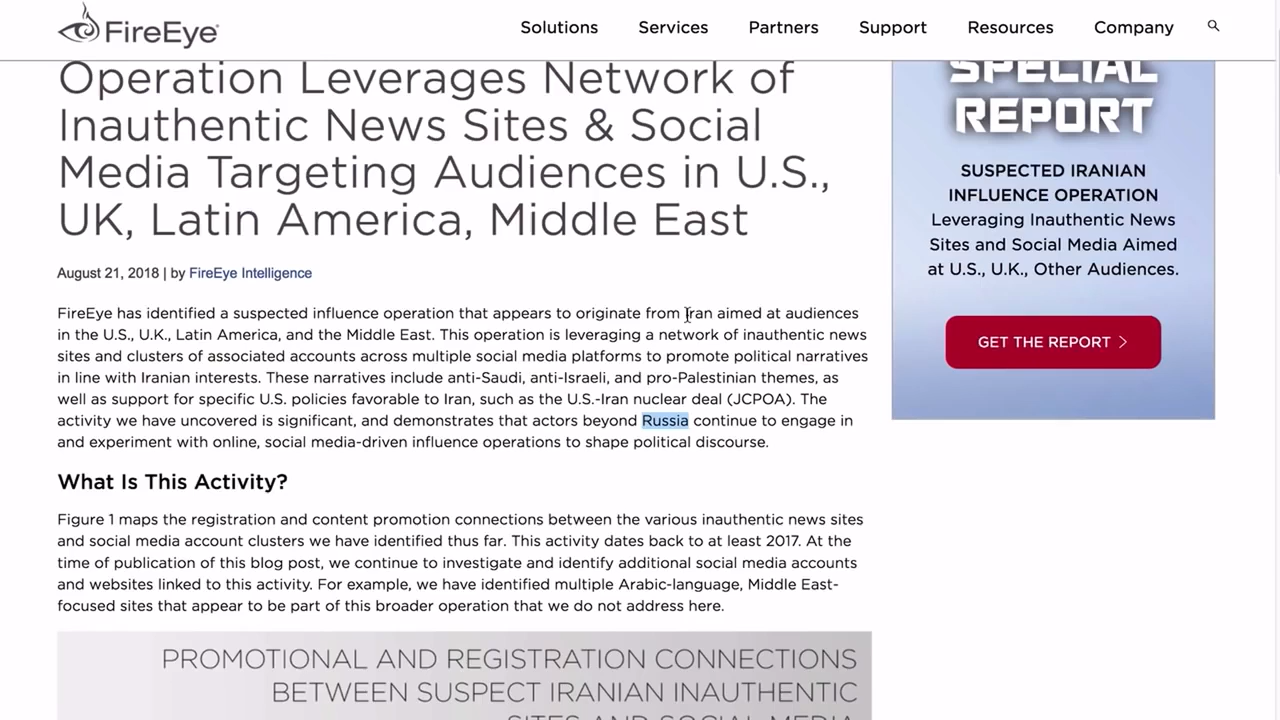 FireEye
Solutions Services Partners Support Resources Company
Operation Leverages Network of
Inauthentic News Sites & Social
Media Targeting Audiences in U.S.,
UK, Latin America, Middle East
August 21, 2018 | by FireEye Intelligence
FireEye has identified a suspected influence operation that appears to originate from Iran aimed at audiences
in the U.S., U.K., Latin America, and the Middle East. This operation is leveraging a network of inauthentic news
sites and clusters of associated accounts across multiple social media platforms to promote political narratives
in line with Iranian interests. These narratives include anti-Saudi, anti-Israeli, and pro-Palestinian themes, as
well as support for specific U.S. policies favorable to Iran, such as the U.S.-Iran nuclear deal (JCPOA). The
activity we have uncovered is significant, and demonstrates that actors beyond Russia continue to engage in
and experiment with online, social media-driven influence operations to shape political discourse.
What Is This Activity?
Figure 1 maps the registration and content promotion connections between the various inauthentic news sites
and social media account clusters we have identified thus far. This activity dates back to at least 2017. At the
time of publication of this blog post, we continue to investigate and identify additional social media accounts
and websites linked to this activity. For example, we have identified multiple Arabic-language, Middle East-
focused sites that appear to be part of this broader operation that we do not address here.
PROMOTIONAL AND REGISTRATION CONNECTIONS
BETWEEN SUSPECT IRANIAN INAUTHENTIC
SITES AND SOCIAL MEDIA
SPECIAL
REPORT
SUSPECTED IRANIAN
INFLUENCE OPERATION
Leveraging Inauthentic News
Sites and Social Media Aimed
at U.S., U.K., Other Audiences.
GET THE REPORT